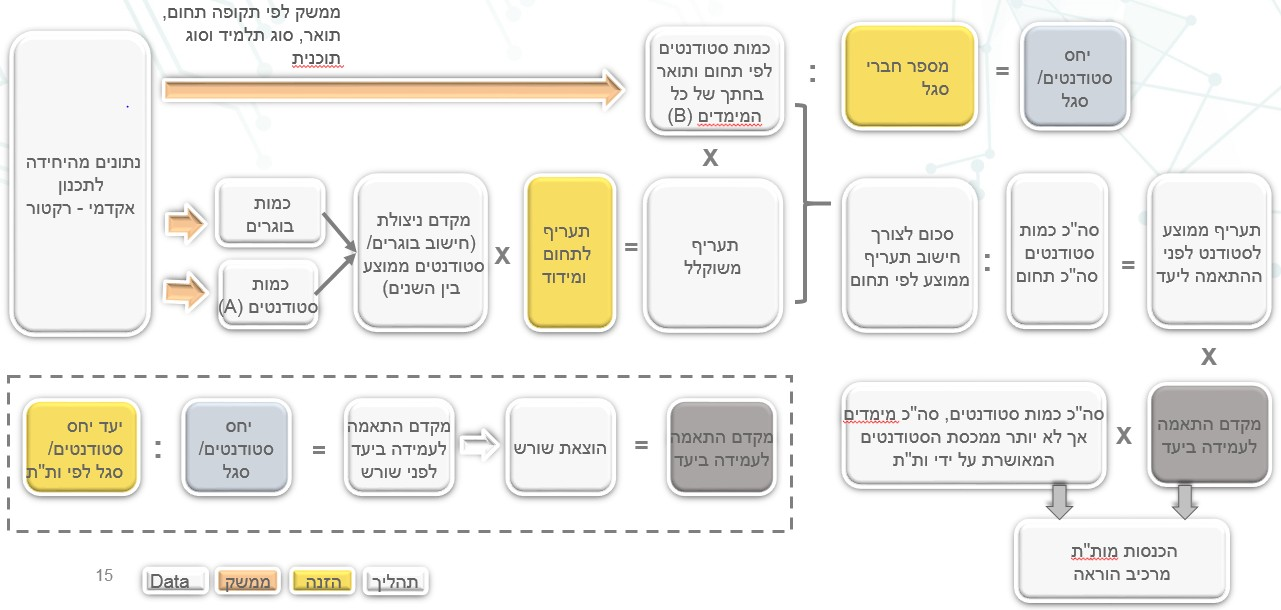 ממשק לפי תקופה תחום,
תואר, סוג תלמיד וסוג
תוכנית
נתונים מהיחידה
לתכנון
אקדמי - רקטור
כמות סטודנטים
לפי תחום ותואר
בחתך של כל
המימדים (B)
:
מספר חברי
סגל
=
יחס
סטודנטים/
סגל
X
כמות
בוגרים
כמות
סטודנטים (A)
מקדם ניצולת
(חישוב בוגרים/
סטודנטים ממוצע
בין השנים)
X
תעריף
לתחום
ומידוד
=
תעריף
משוקלל
סכום לצורך
חישוב תעריף
ממוצע לפי תחום
:
סה"כ כמות
סטודנטים
סה"כ תחום
=
תעריף ממוצע
לסטודנט לפני
ההתאמה ליעד
X
יעד יחס
סטודנטים/
סגל לפי ות"ת
:
יחס
סטודנטים/
סגל
=
מקדם התאמה
לעמידה ביעד
לפני שורש
הוצאת שורש
=
מקדם התאמה
לעמידה ביעד
סה"כ כמות סטודנטים, סה"כ מימדים
אך לא יותר ממכסת הסטודנטים
המאושרת על ידי ות"ת
X
מקדם התאמה
לעמידה ביעד
הכנסות מות"ת
מרכיב הוראה
15
Data
ממשק
הזנה
תהליך